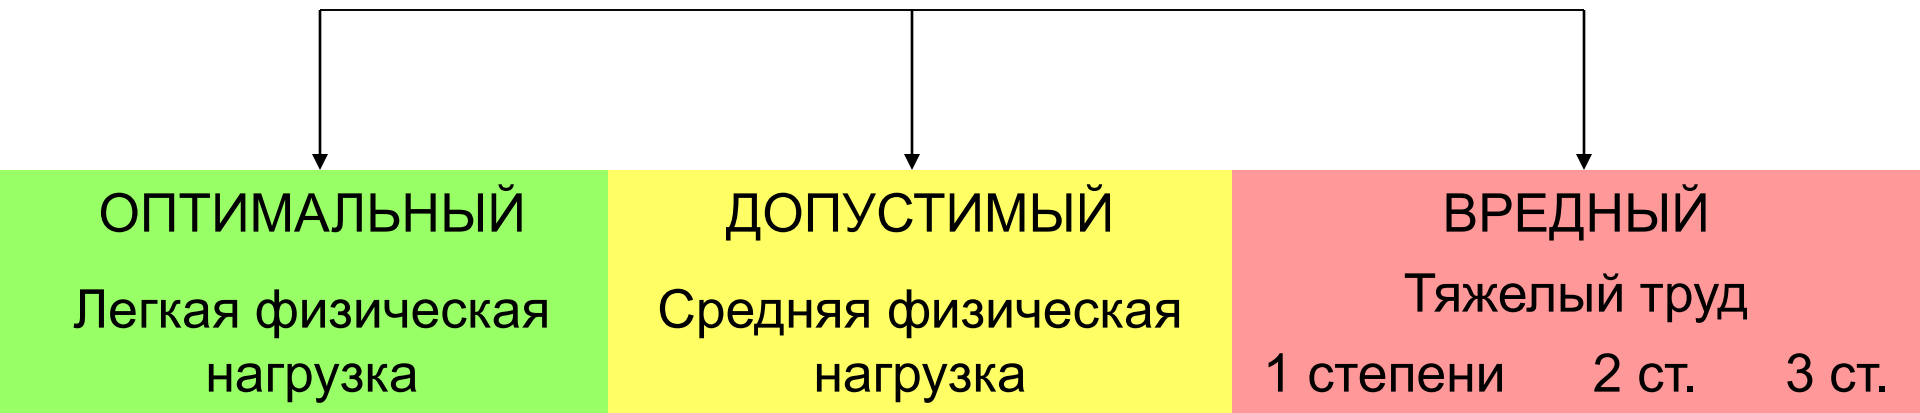 ОПТИМАЛЬНЫЙ
Легкая физическая
нагрузка
ДОПУСТИМЫЙ
Средняя физическая
нагрузка
ВРЕДНЫЙ
Тяжелый труд
1 степени 2 ст. 3 ст.